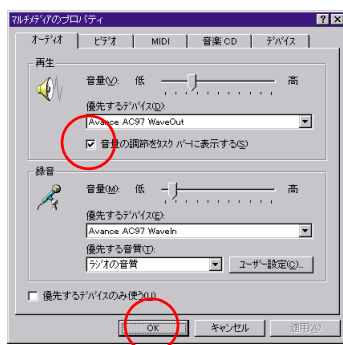 マルチメディアのプロパティ
オーディオ ビデオ MIDI 音楽 CD デバイス
再生
音量(V): 低 高
優先するデバイス(D):
Avance AC97 WaveOut
音量の調節をタスク バーに表示する(S)
録音
音量(M): 低 高
優先するデバイス(E):
Avance AC97 WaveIn
優先する音質(T):
ラジオの音質 ユーザー設定(C)..
優先するデバイスのみ使う(U)
OK キャンセル 適用(A)